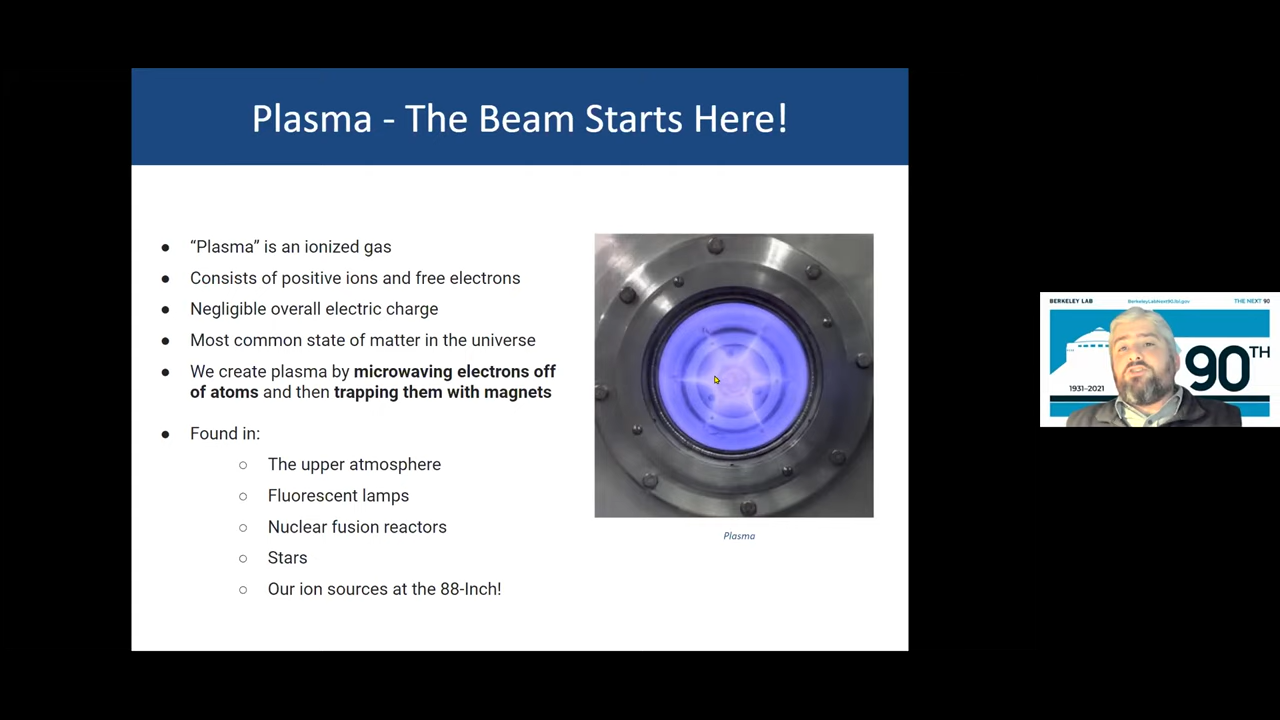 Plasma - The Beam Starts Here!
● “Plasma” is an ionized gas
● Consists of positive ions and free electrons
● Negligible overall electric charge
● Most common state of matter in the universe
● We create plasma by microwaving electrons off
of atoms and then trapping them with magnets
● Found in:
○ The upper atmosphere
○ Fluorescent lamps
○ Nuclear fusion reactors
○ Stars
○ Our ion sources at the 88-Inch!
Plasma
BERKELEY LAB
BerkeleyLabNext90.lbl.gov
THE NEXT 90
90TH
1931–2021